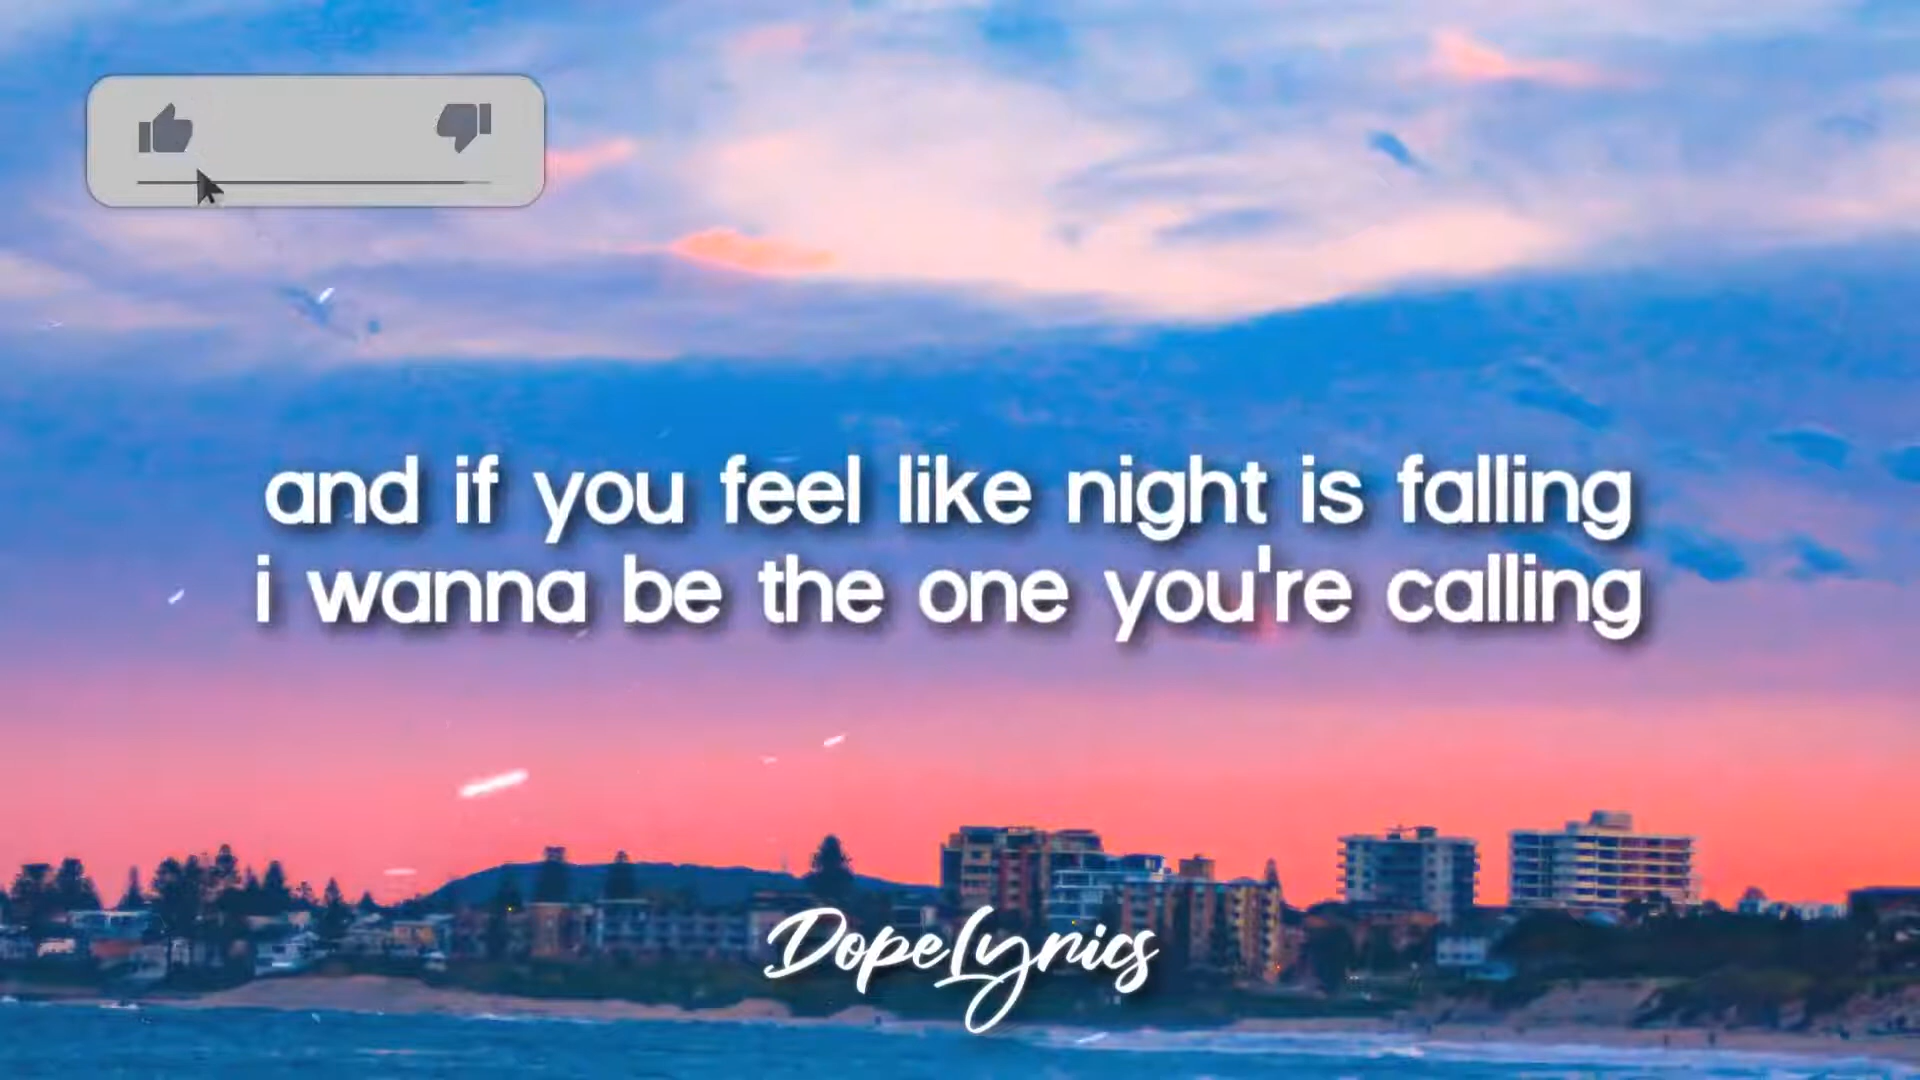 and if you feel like night is falling
i wanna be the one you're calling
DopeLyrics